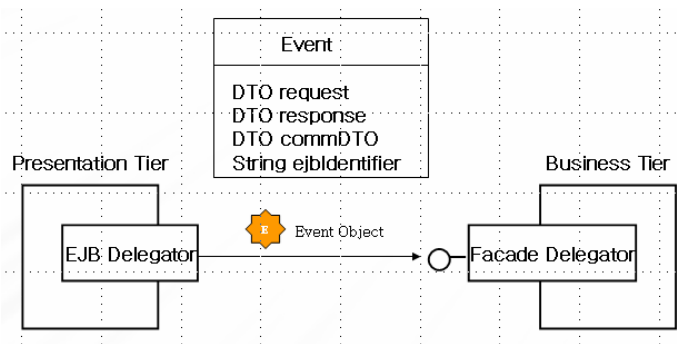 Event
DTO request
DTO response
DTO commDTO
String ejbIdentifier
Presentation Tier
Business Tier
E
Event Object
EJB Delegator
Facade Delegator